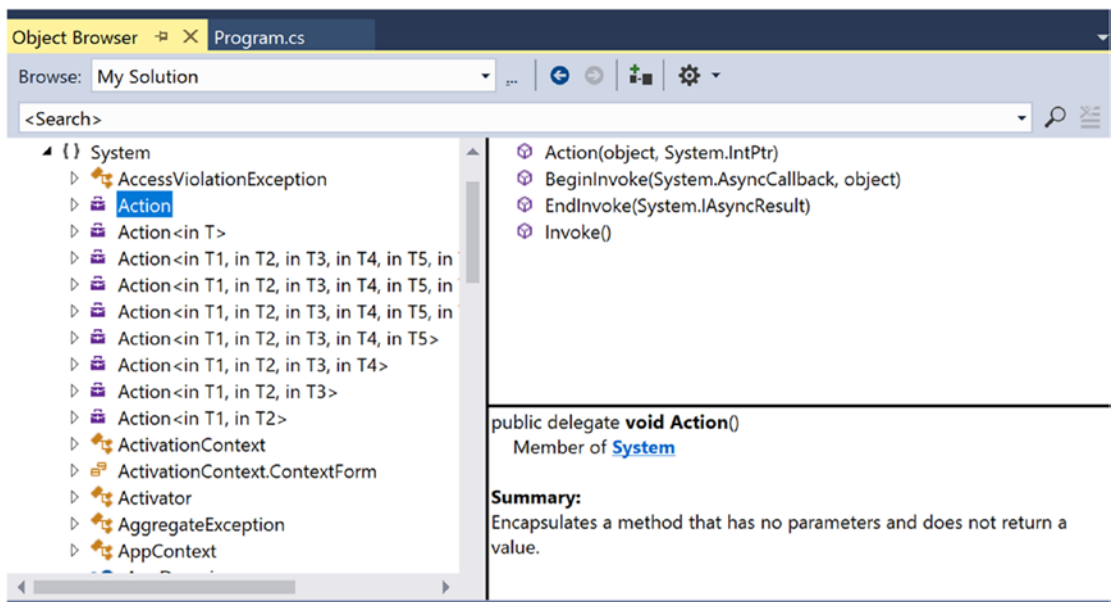 Object Browser
Program.cs
Browse: My Solution
...
<Search>
{ } System
AccessViolationException
Action
Action<in T>
Action<in T1, in T2, in T3, in T4, in T5, in
Action<in T1, in T2, in T3, in T4, in T5, in
Action<in T1, in T2, in T3, in T4, in T5, in
Action<in T1, in T2, in T3, in T4, in T5>
Action<in T1, in T2, in T3, in T4>
Action<in T1, in T2, in T3>
Action<in T1, in T2>
ActivationContext
ActivationContext.ContextForm
Activator
AggregateException
AppContext
Action(object, System.IntPtr)
BeginInvoke(System.AsyncCallback, object)
EndInvoke(System.IAsyncResult)
Invoke()
public delegate void Action()
Member of System
Summary:
Encapsulates a method that has no parameters and does not return a
value.